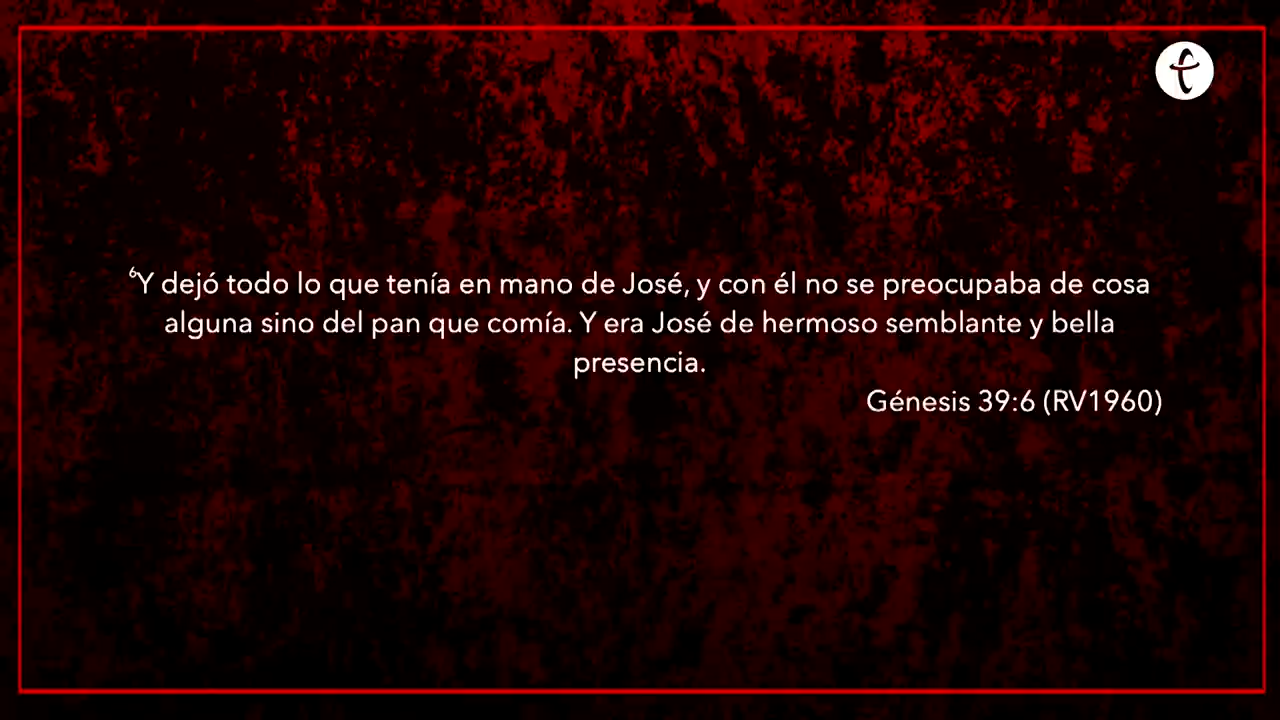 ⁶Y dejó todo lo que tenía en mano de José, y con él no se preocupaba de cosa
alguna sino del pan que comía. Y era José de hermoso semblante y bella
presencia.
Génesis 39:6 (RV1960)